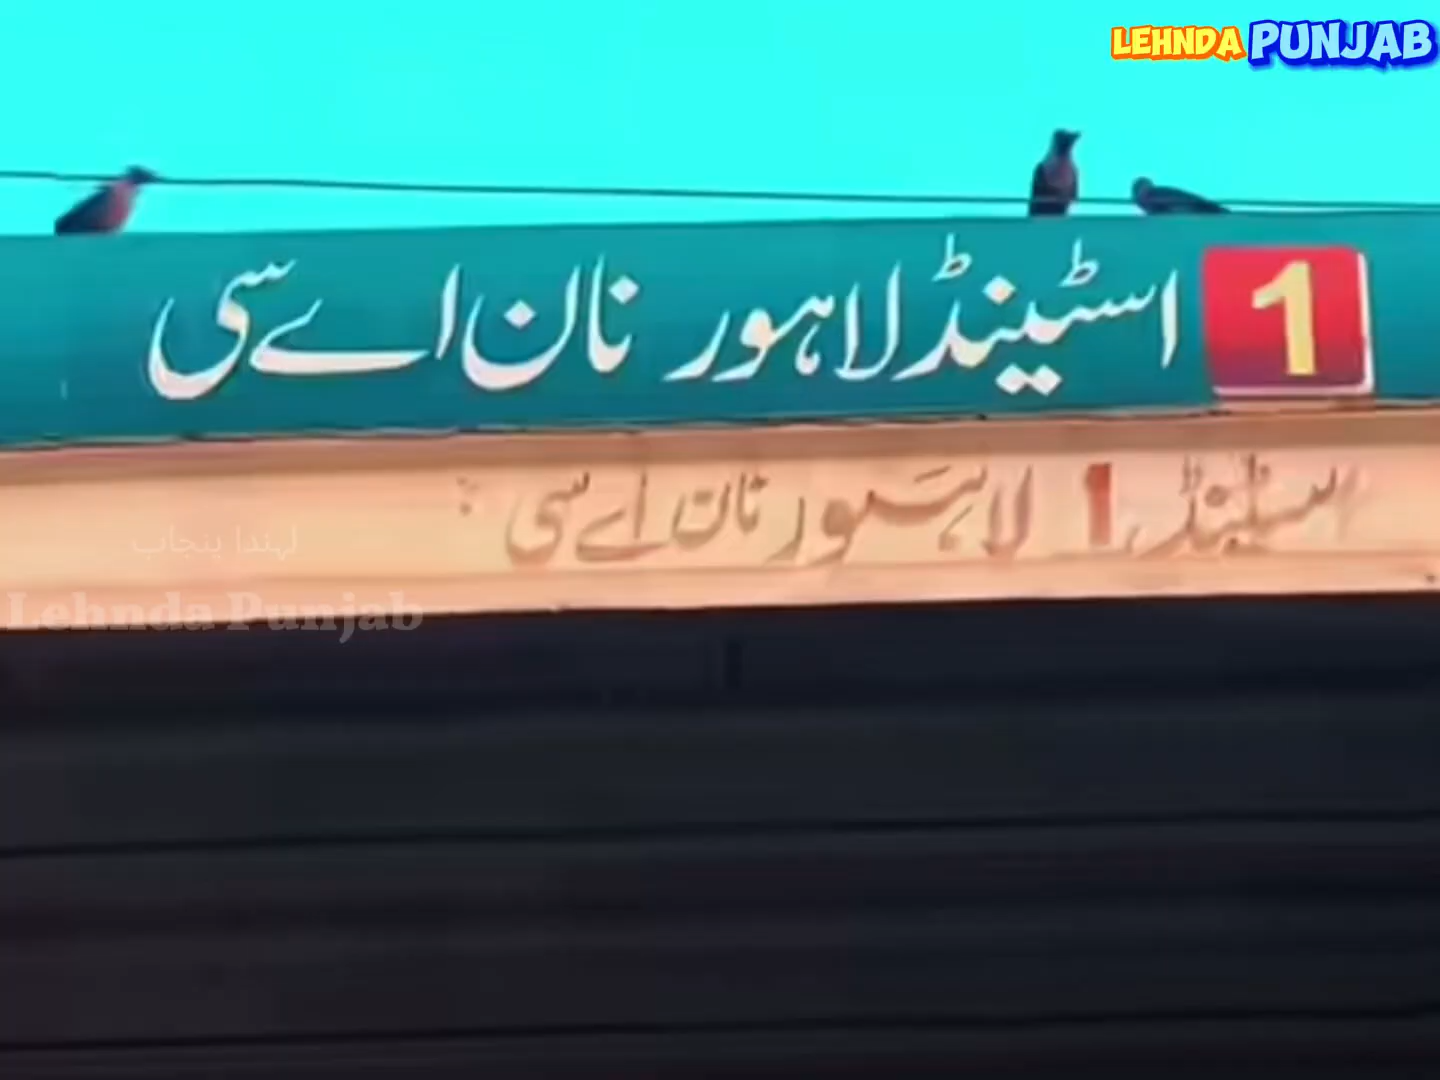 LEHNDA PUNJAB
1 اسٹینڈ لاہور نان اے سی
اسٹینڈ 1 لاہور نان اے سی
لہندا پنجاب
Lehnda Punjab